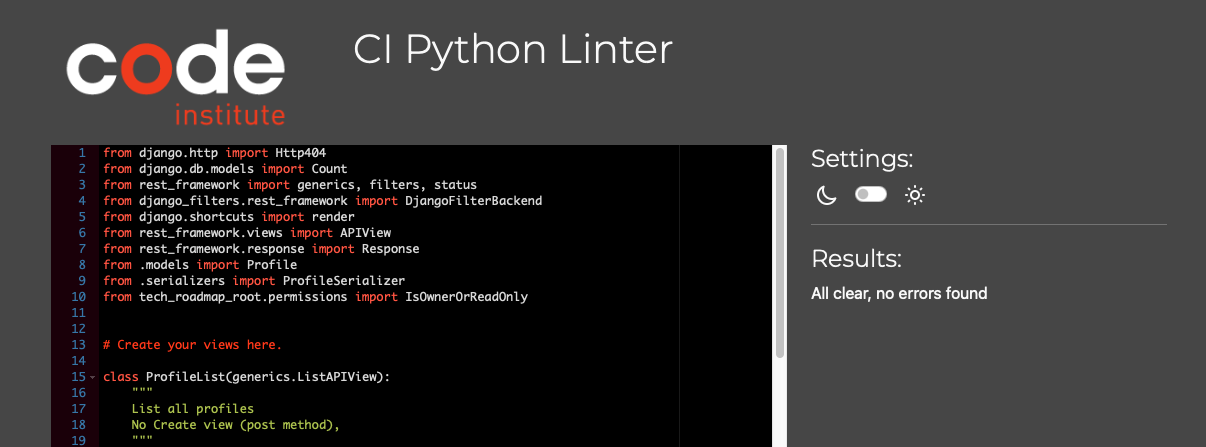 code
institute
CI Python Linter
1 from django.http import Http404
2 from django.db.models import Count
3 from rest_framework import generics, filters, status
4 from django_filters.rest_framework import DjangoFilterBackend
5 from django.shortcuts import render
6 from rest_framework.views import APIView
7 from rest_framework.response import Response
8 from .models import Profile
9 from .serializers import ProfileSerializer
10 from tech_roadmap_root.permissions import IsOwnerOrReadOnly
11
12
13 # Create your views here.
14
15 class ProfileList(generics.ListAPIView):
16     """
17     List all profiles
18     No Create view (post method),
19     """
Settings:
Results:
All clear, no errors found